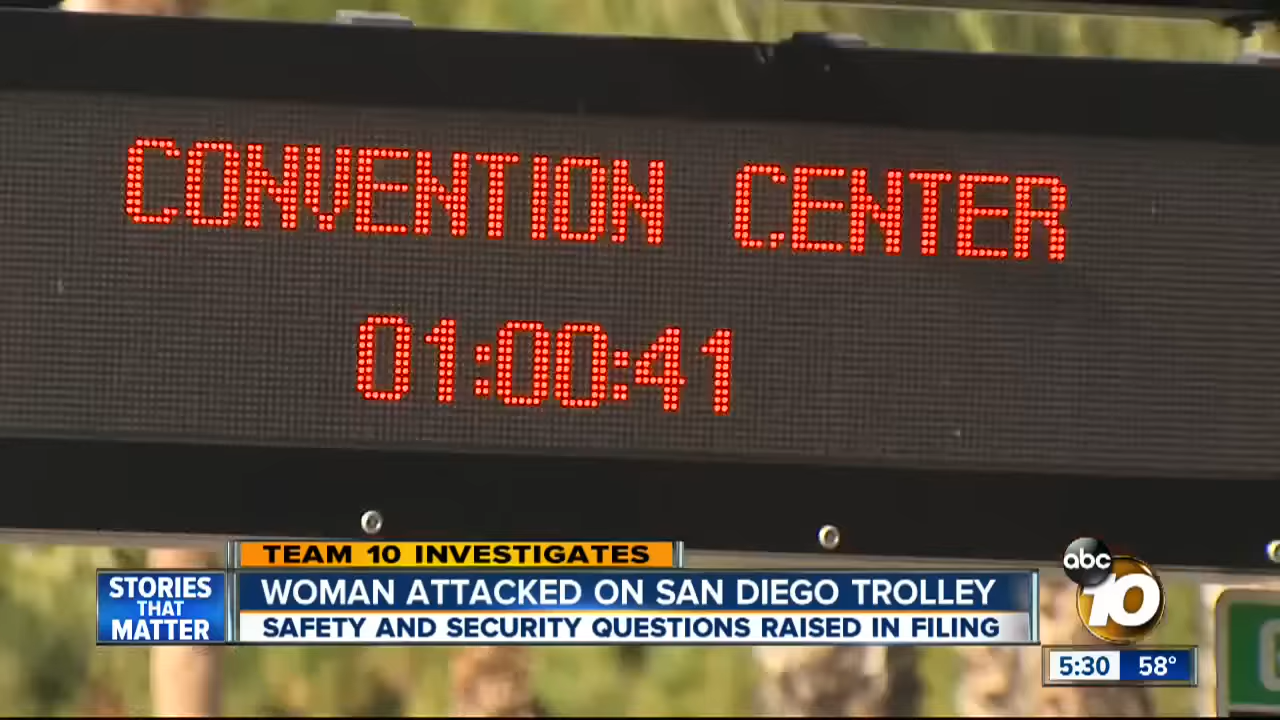 CONVENTION CENTER
01:00:41
TEAM 10 INVESTIGATES
STORIES THAT MATTER
WOMAN ATTACKED ON SAN DIEGO TROLLEY
SAFETY AND SECURITY QUESTIONS RAISED IN FILING
abc
10
5:30 58°